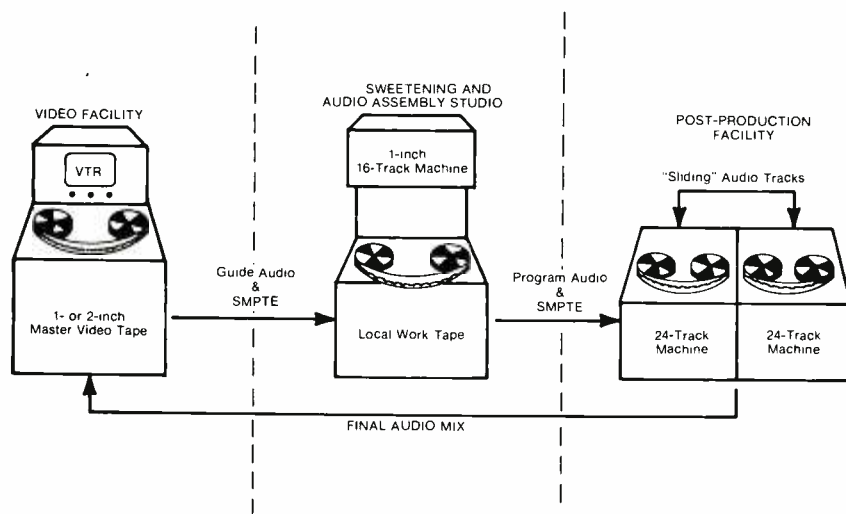 VIDEO FACILITY
VTR
1- or 2-inch
Master Video Tape
Guide Audio
&
SMPTE
SWEETENING AND
AUDIO ASSEMBLY STUDIO
1-inch
16-Track Machine
Local Work Tape
Program Audio
&
SMPTE
POST-PRODUCTION
FACILITY
"Sliding" Audio Tracks
24-Track
Machine
24-Track
Machine
FINAL AUDIO MIX